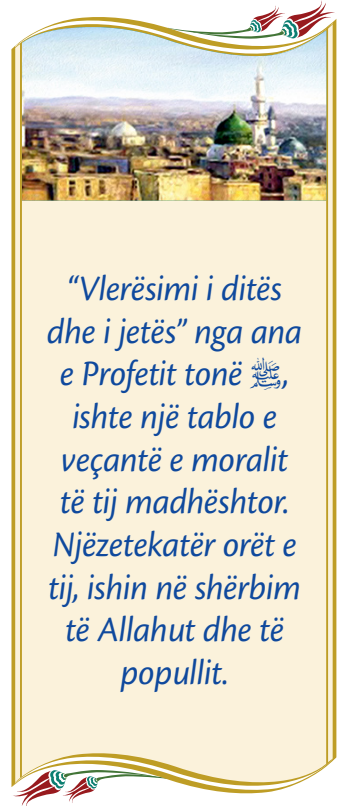 “Vlerësimi i ditës
dhe i jetës” nga ana
e Profetit tonë ﷺ,
ishte një tablo e
veçantë e moralit
të tij madhështor.
Njëzetekatër orët e
tij, ishin në shërbim
të Allahut dhe të
popullit.